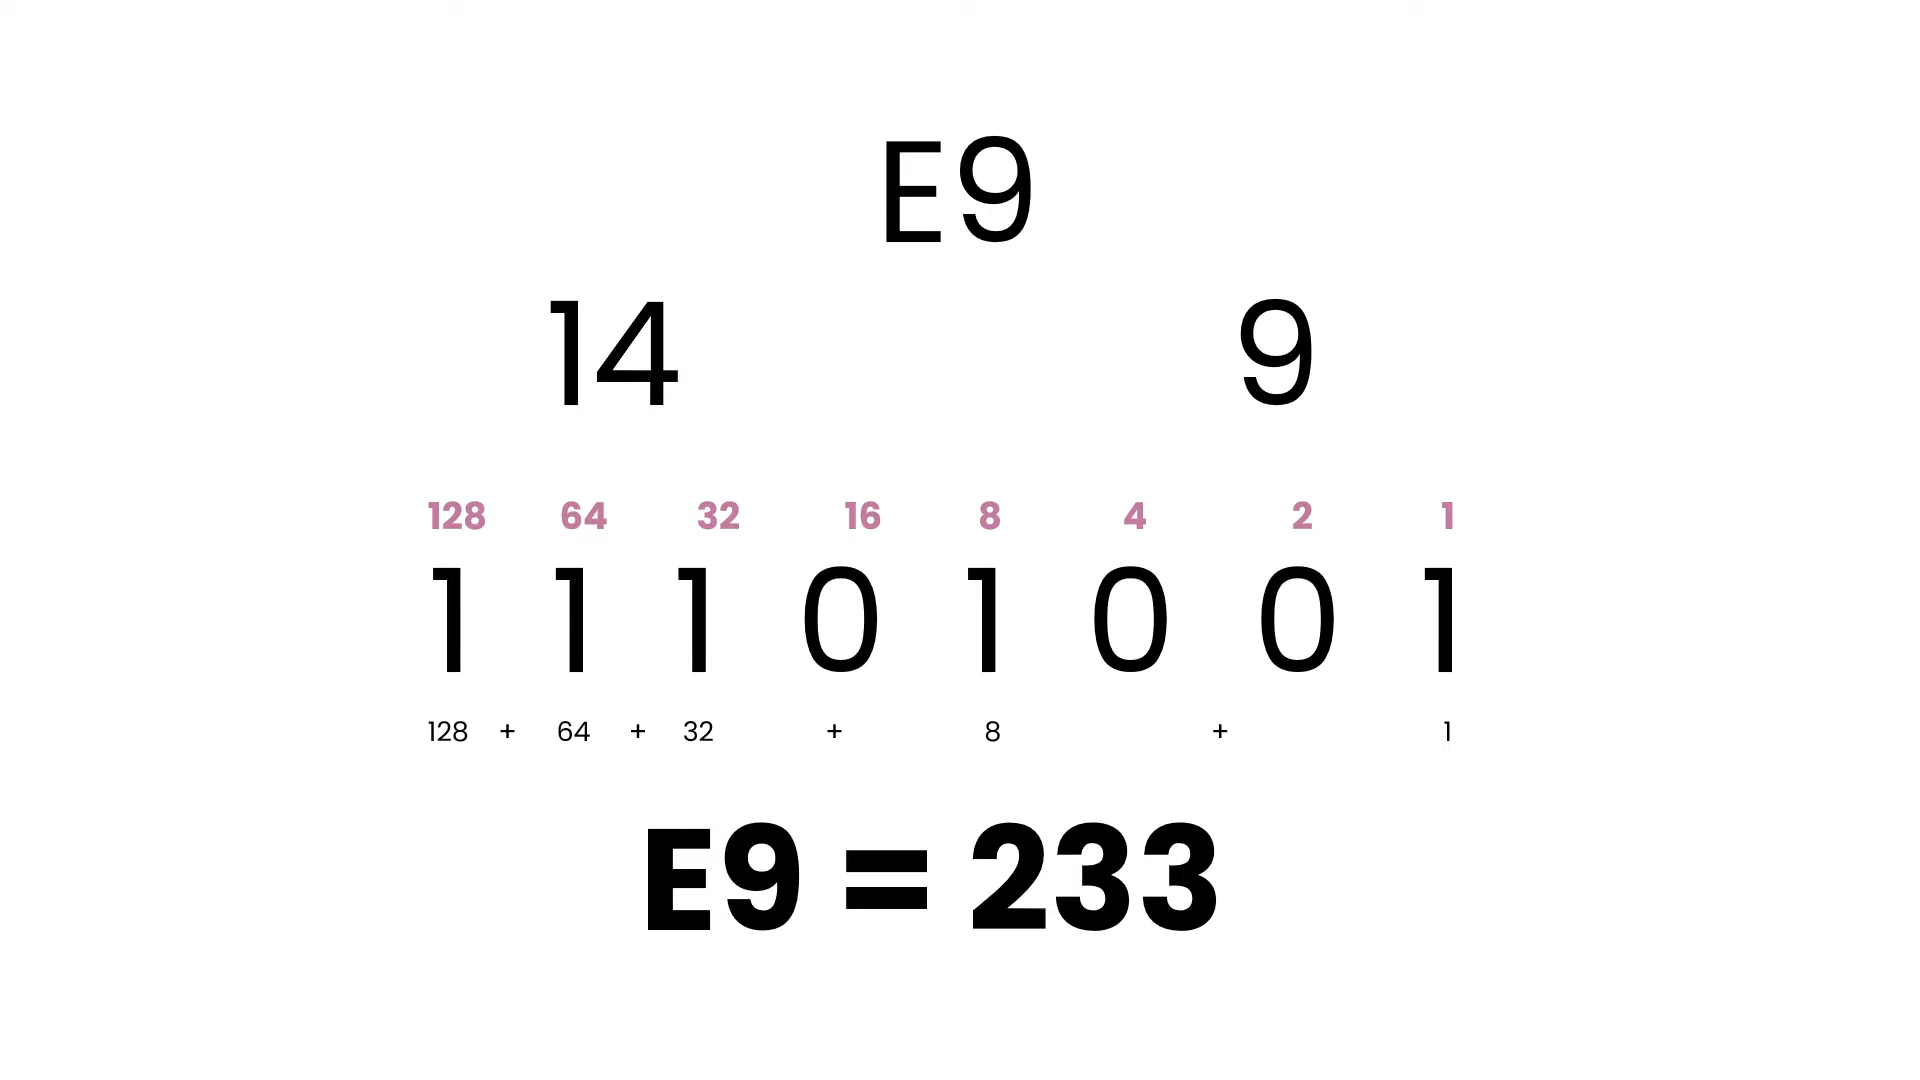 E9
14 9
128 64 32 16 8 4 2 1
1 1 1 0 1 0 0 1
128 + 64 + 32 + 8 + 1
E9 = 233